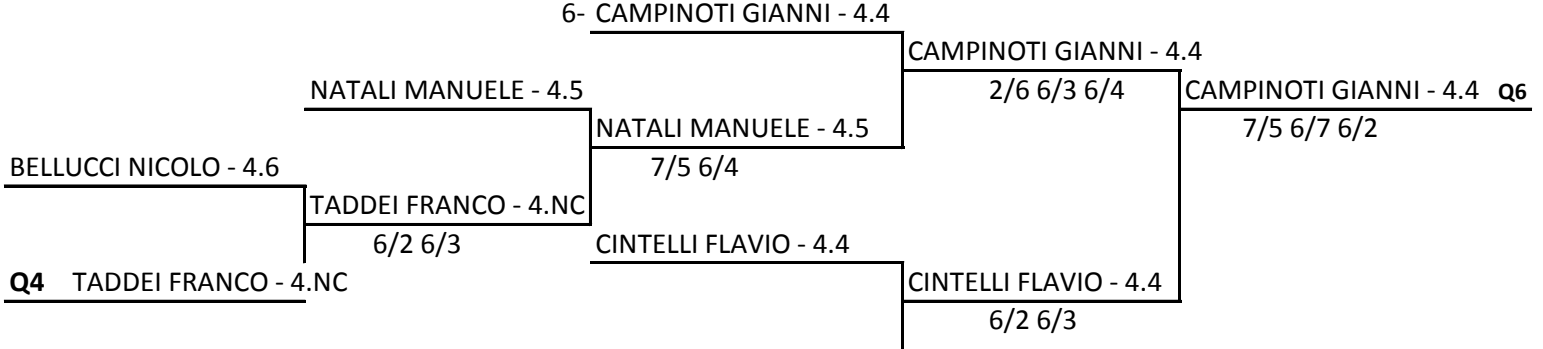 6- CAMPINOTI GIANNI - 4.4
CAMPINOTI GIANNI - 4.4
NATALI MANUELE - 4.5
2/6 6/3 6/4
CAMPINOTI GIANNI - 4.4 Q6
NATALI MANUELE - 4.5
7/5 6/7 6/2
BELLUCCI NICOLO - 4.6
7/5 6/4
TADDEI FRANCO - 4.NC
6/2 6/3
CINTELLI FLAVIO - 4.4
Q4 TADDEI FRANCO - 4.NC
CINTELLI FLAVIO - 4.4
6/2 6/3